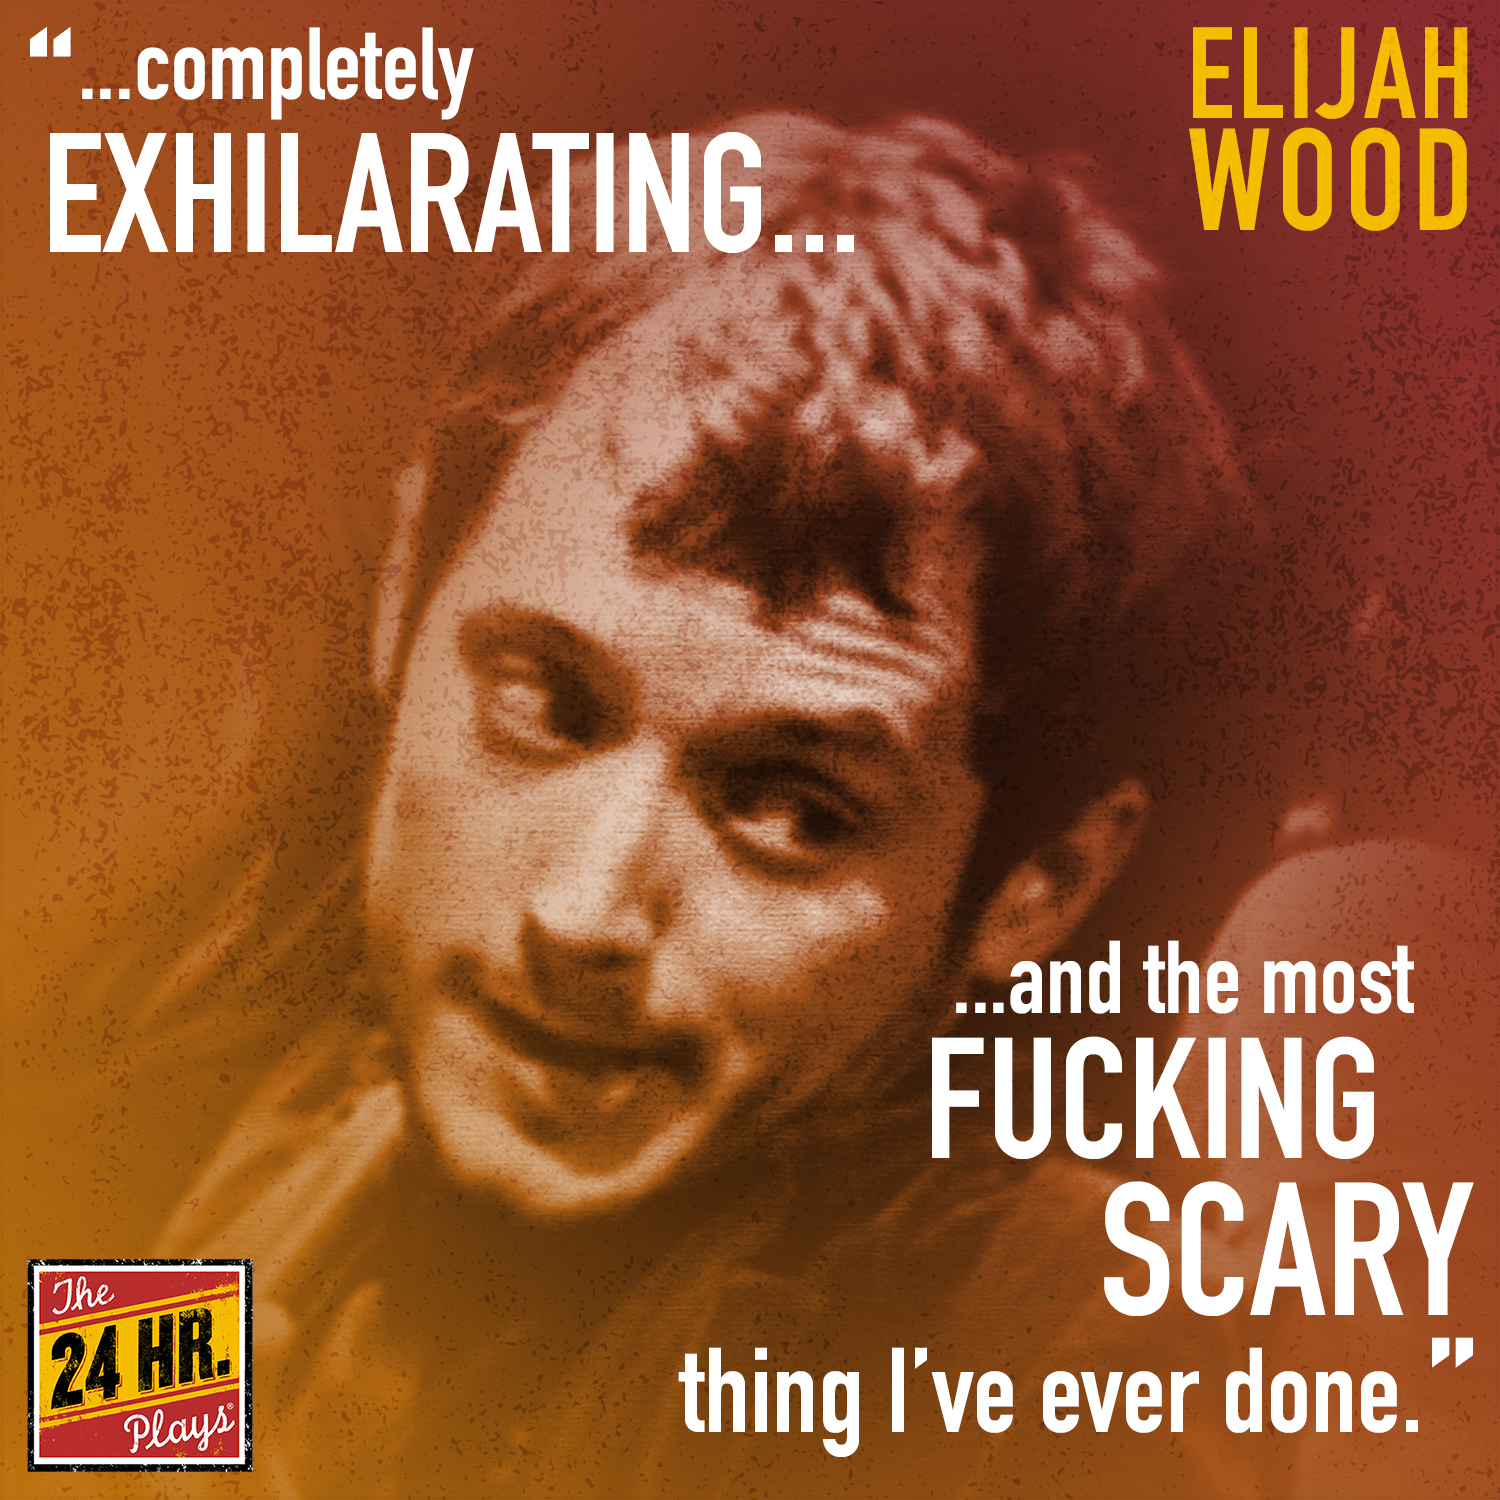 “...completely
EXHILARATING...
ELIJAH
WOOD
...and the most
FUCKING
SCARY
thing I’ve ever done.”
The
24 HR.
Plays®